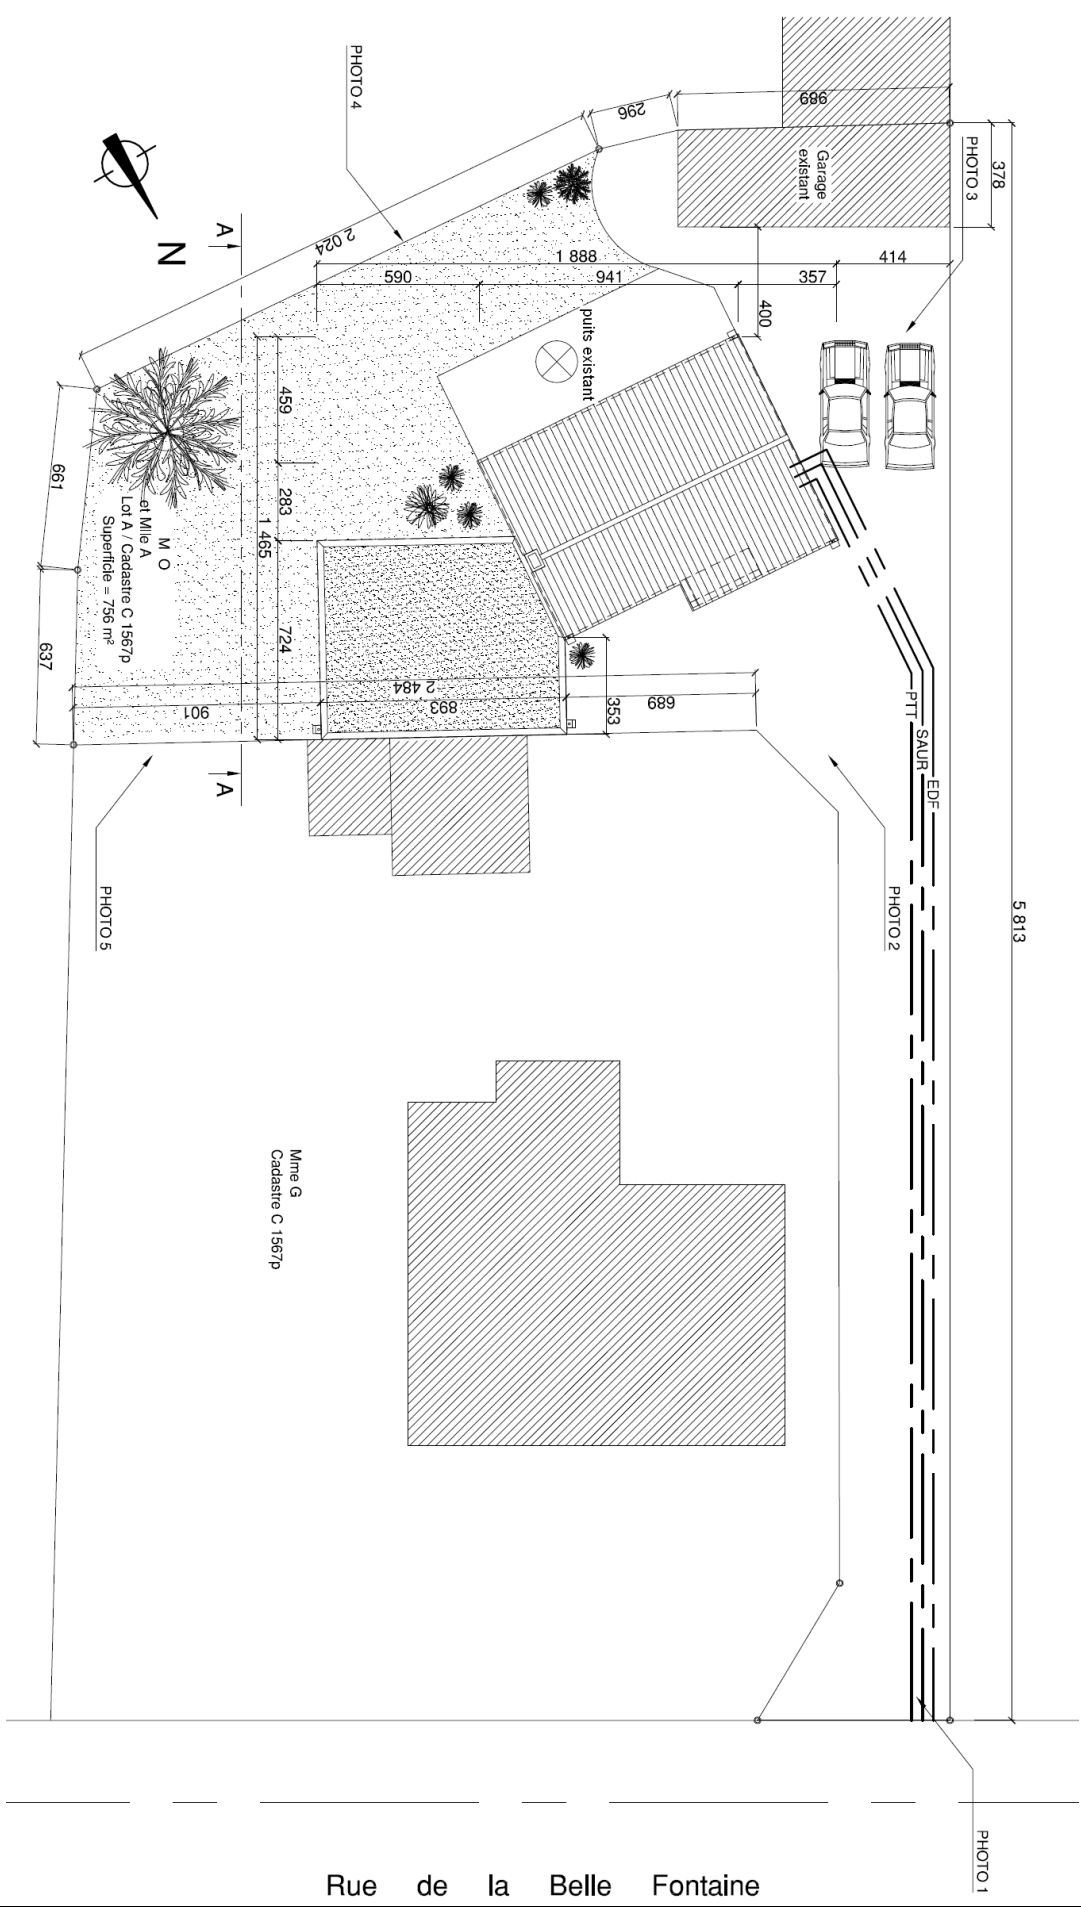 PHOTO 4
296
989
Garage
existant
PHOTO 3
378
A
N
2 024
1 888
414
590
941
357
400
puits existant
459
283
1 465
724
661
637
M O
et Mlle A
Lot A / Cadastre C 1567p
Superficie = 756 m²
2 484
901
893
689
353
A
PTT
SAUR
EDF
PHOTO 5
PHOTO 2
5 813
Mme G
Cadastre C 1567p
PHOTO 1
Rue de la Belle Fontaine